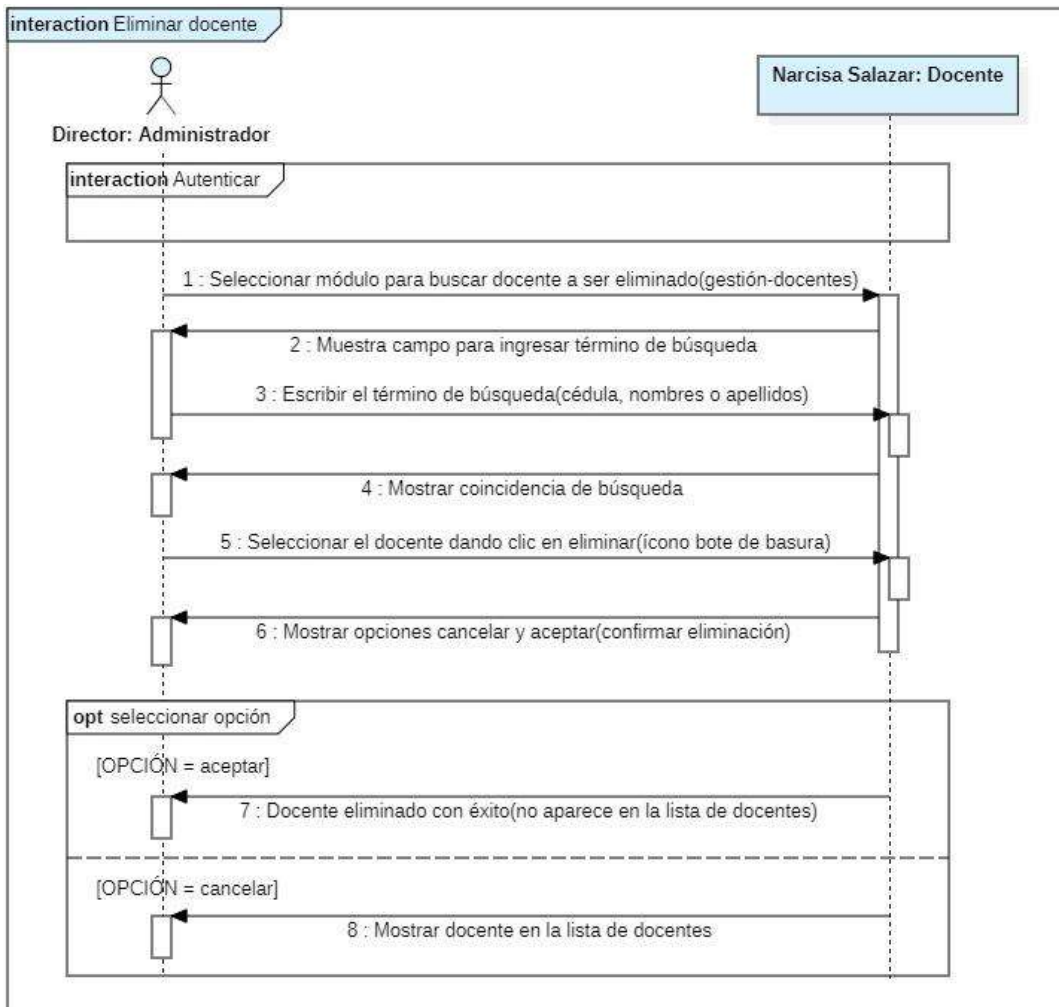 interaction Eliminar docente
Narcisa Salazar: Docente
Director: Administrador
interaction Autenticar
1 : Seleccionar módulo para buscar docente a ser eliminado(gestión-docentes)
2 : Muestra campo para ingresar término de búsqueda
3 : Escribir el término de búsqueda(cédula, nombres o apellidos)
4 : Mostrar coincidencia de búsqueda
5 : Seleccionar el docente dando clic en eliminar(ícono bote de basura)
6 : Mostrar opciones cancelar y aceptar(confirmar eliminación)
opt seleccionar opción
[OPCIÓN = aceptar]
7 : Docente eliminado con éxito(no aparece en la lista de docentes)
[OPCIÓN = cancelar]
8 : Mostrar docente en la lista de docentes